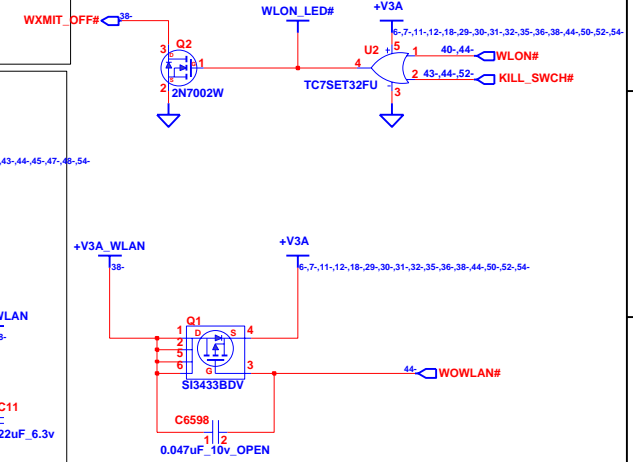 WXMIT_OFF#
38-
WLON_LED#
+V3A
6-,7-,11-,12-,18-,29-,30-,31-,32-,35-,36-,38-,44-,50-,52-,54-
Q2
3
D
G
1
S
2
2N7002W
U2
5
+
4
1
40-,44-
WLON#
2
43-,44-,52-
KILL_SWCH#
-
3
TC7SET32FU
,43-,44-,45-,47-,48-,54-
+V3A_WLAN
38-
+V3A
6-,7-,11-,12-,18-,29-,30-,31-,32-,35-,36-,38-,44-,50-,52-,54-
Q1
1
2
5
6
D
S
4
G
3
SI3433BDV
44-
WOWLAN#
C6598
1
2
0.047uF_10v_OPEN
WLAN
C11
22uF_6.3v